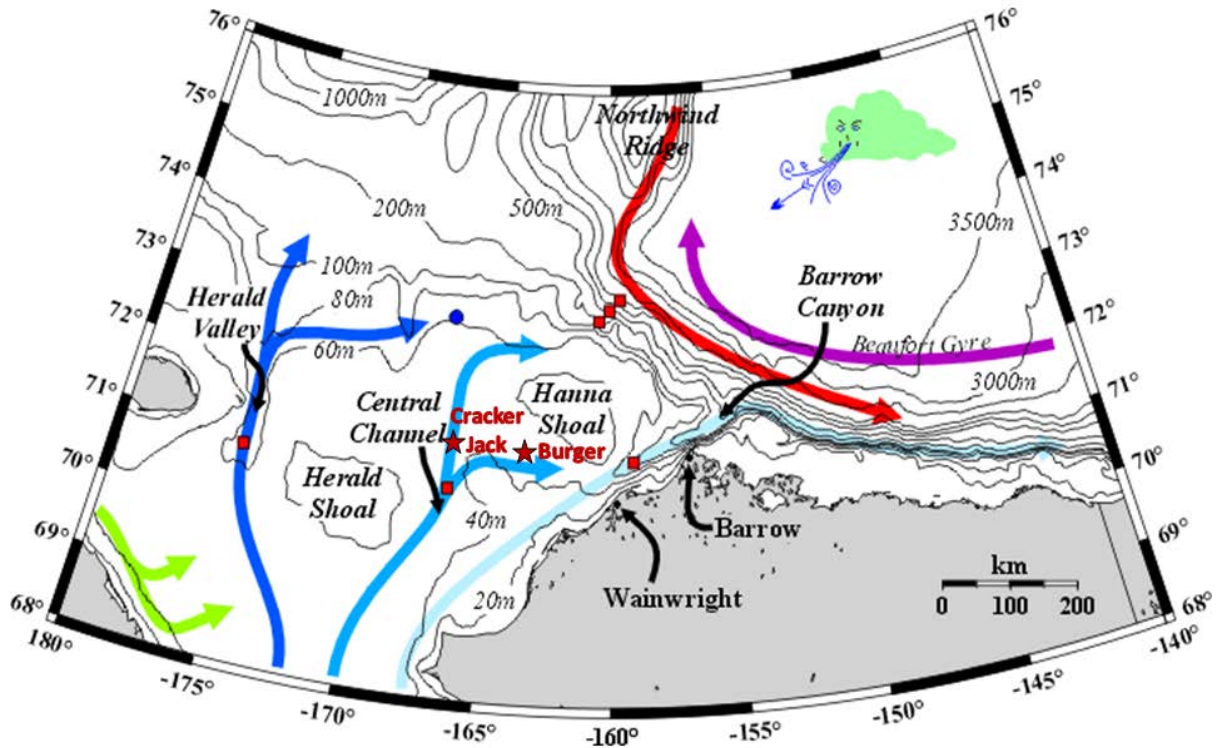 76°
76°
75°
75°
74°
74°
73°
73°
72°
72°
71°
71°
70°
70°
69°
69°
68°
68°
180°
-175°
-170°
-165°
-160°
-155°
-150°
-145°
-140°
1000m
Northwind
Ridge
200m
500m
3500m
100m
80m
60m
Herald
Valley
Barrow
Canyon
Beaufort Gyre
3000m
Central
Channel
Cracker
Jack
Hanna
Shoal
Burger
Herald
Shoal
40m
20m
Barrow
Wainwright
km
0 100 200